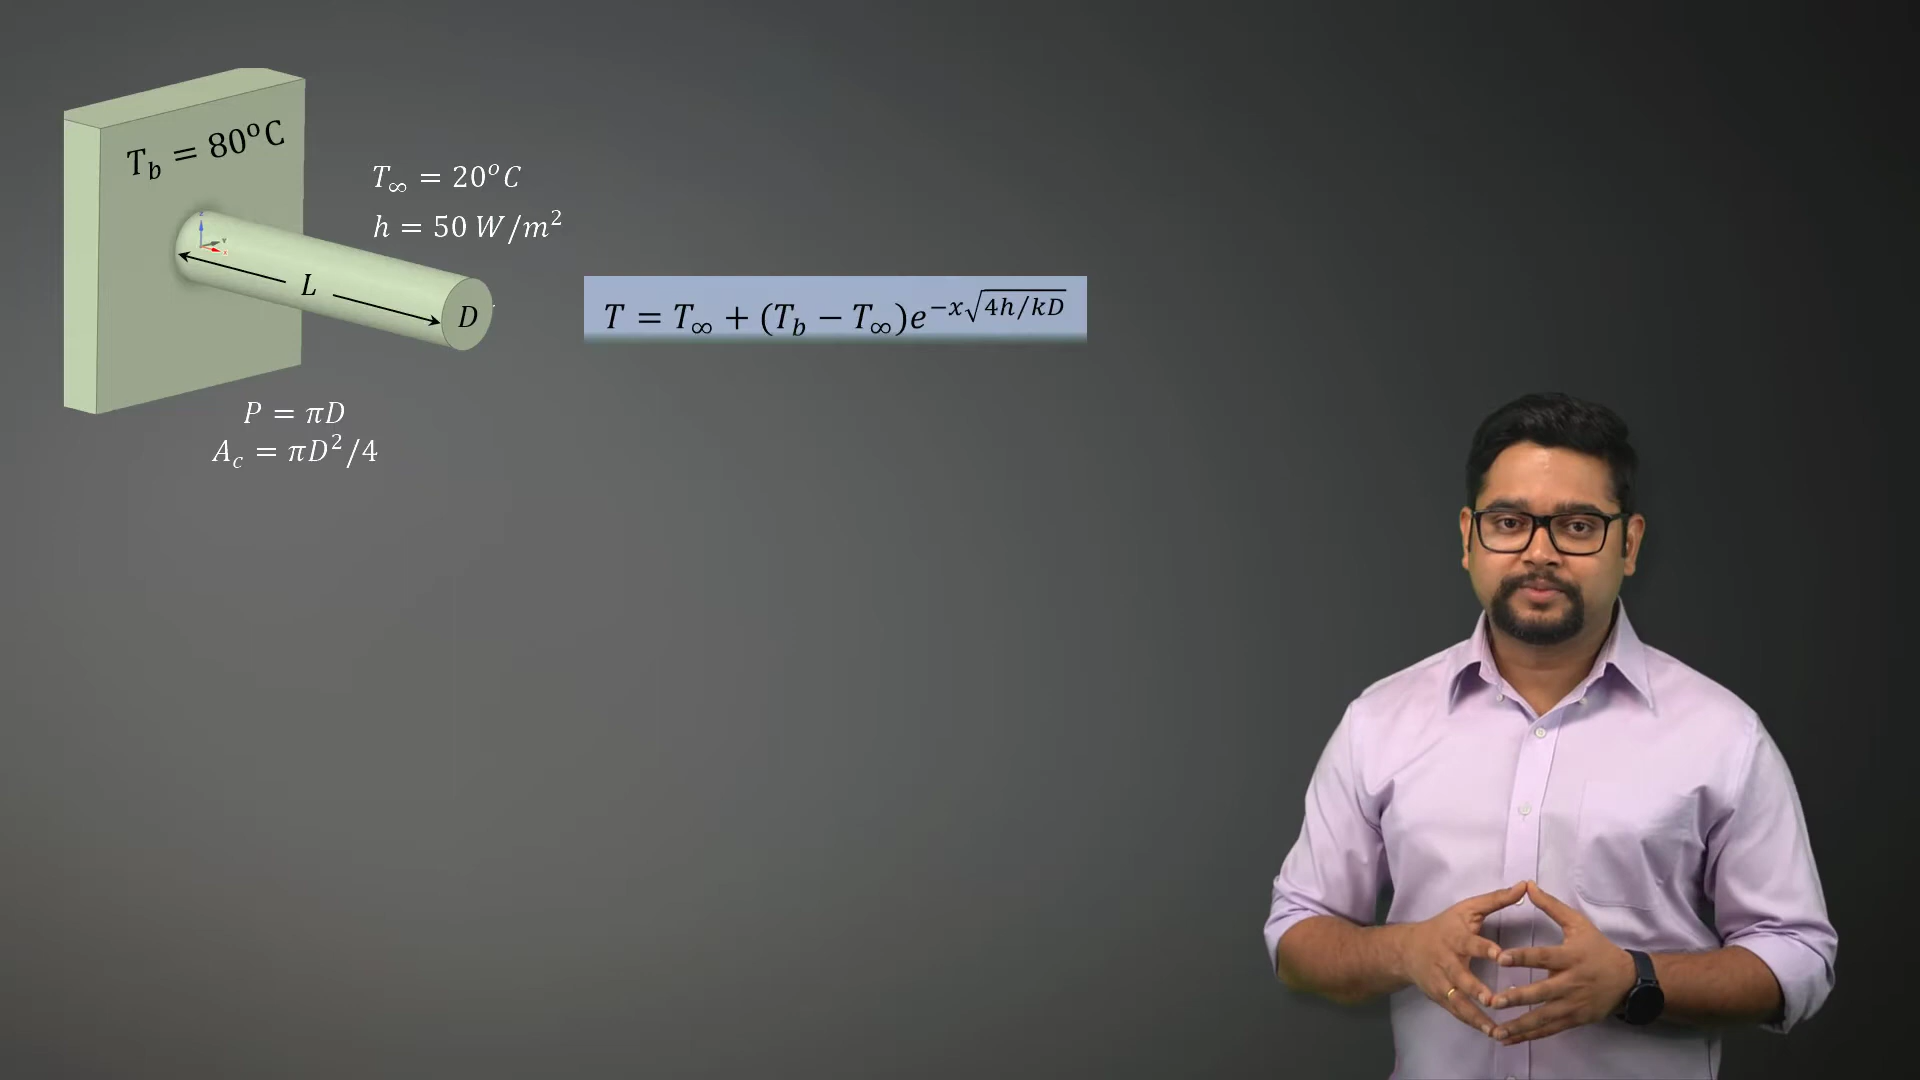 T_b = 80°C
T_∞ = 20°C
h = 50 W/m²
L
D
T = T_∞ + (T_b − T_∞)e^{−x√(4h/kD)}
P = πD
A_c = πD²/4